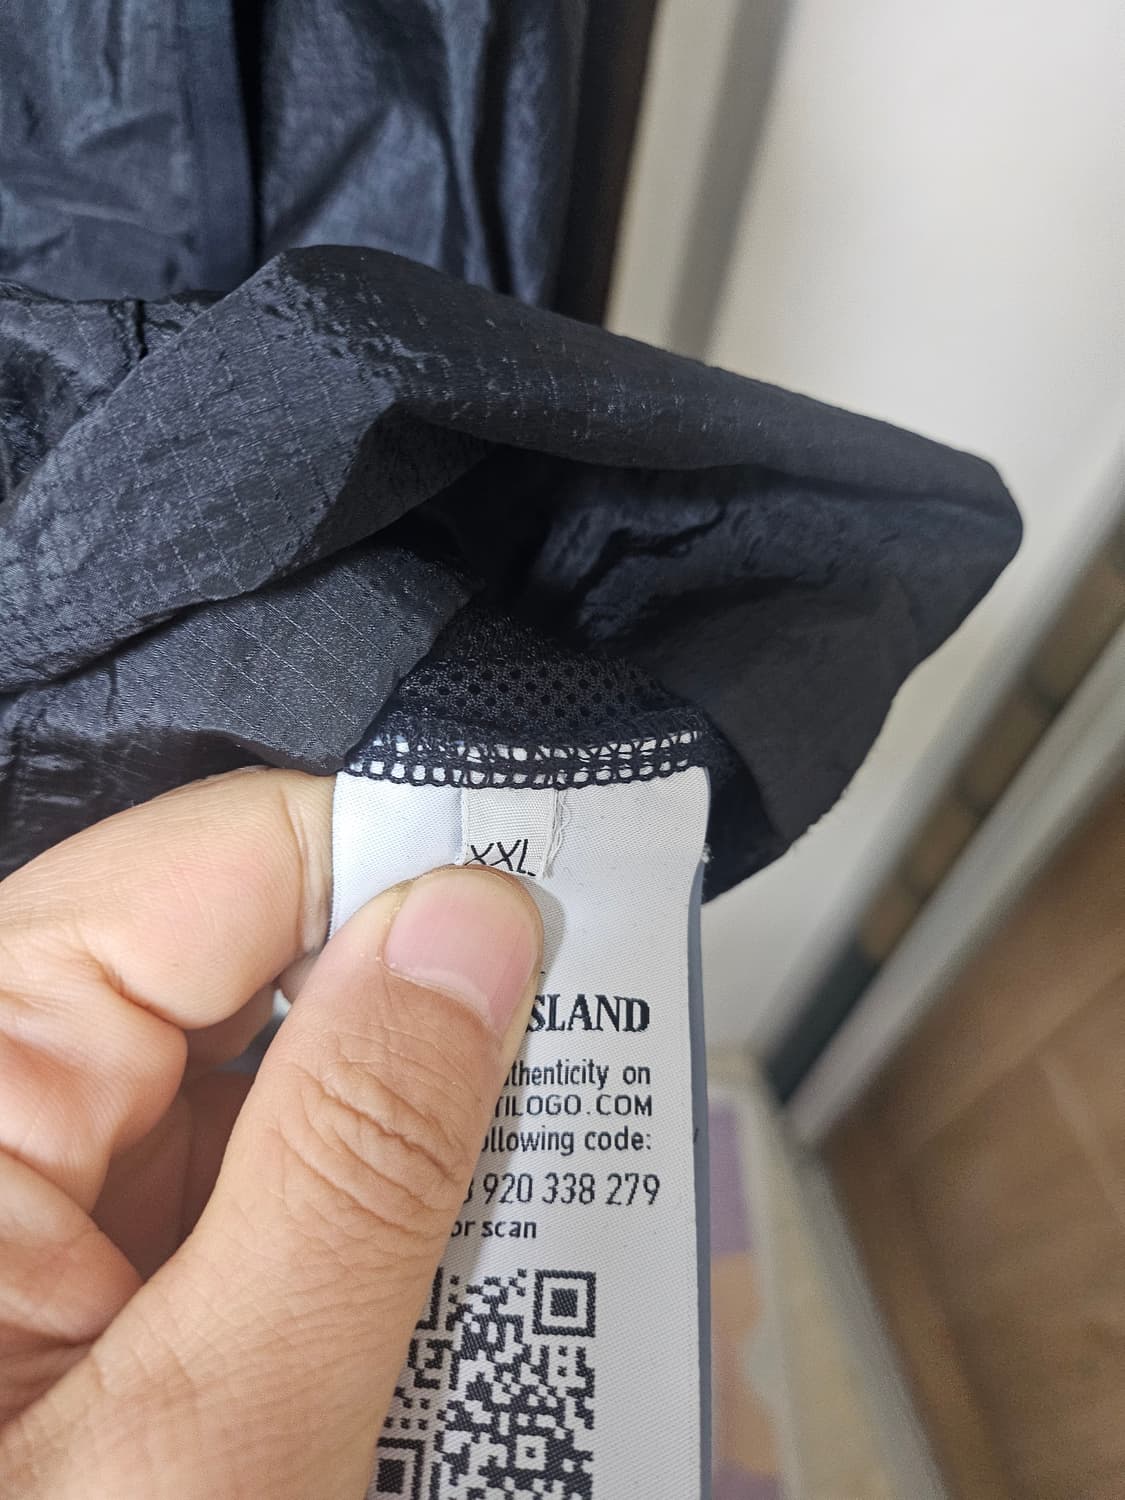 XXL
SLAND
thenticity on
TILOGO.COM
ollowing code:
920 338 279
or scan